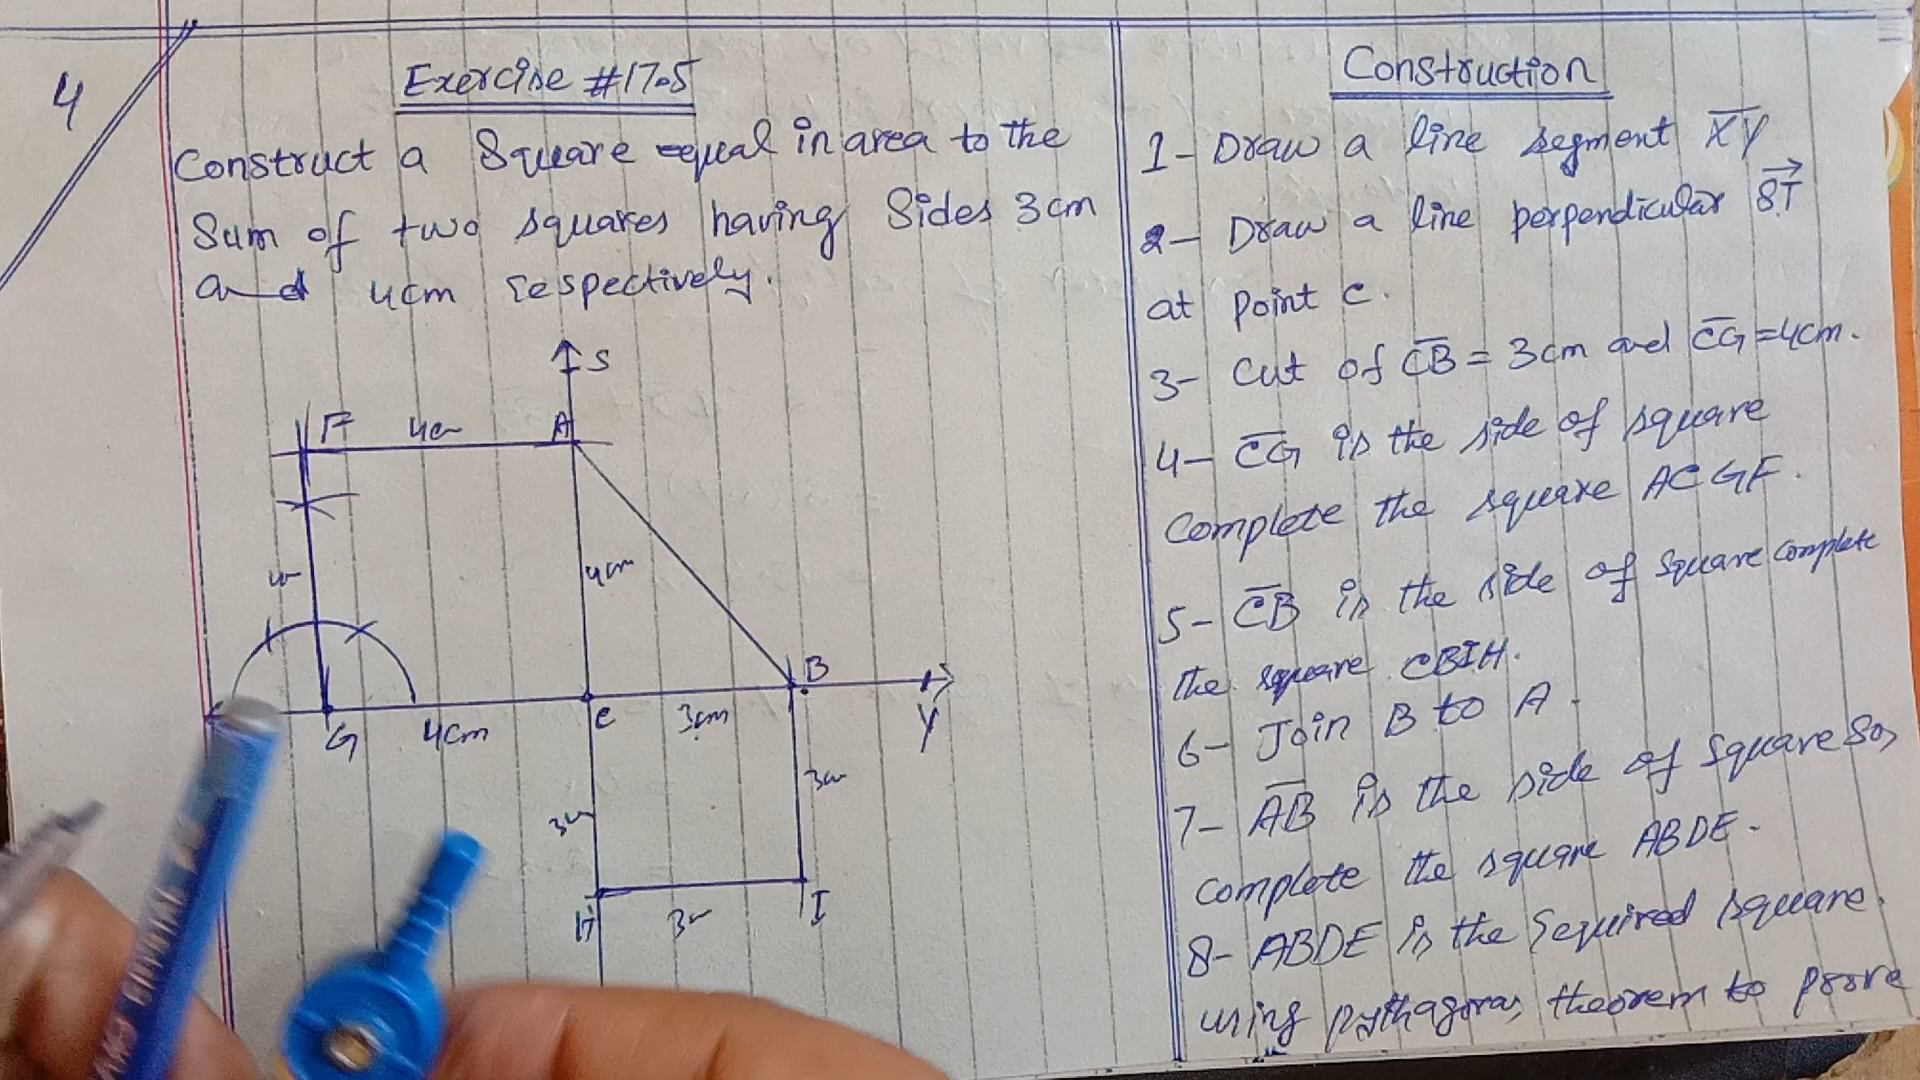 4
Exercise #17.5
Construct a Square equal in area to the
Sum of two squares having Sides 3cm
and 4cm respectively.
S
F 4cm A
4cm
B
G 4cm C 3cm Y
3cm
3cm
H 3cm I
Construction
1- Draw a line segment XY
2- Draw a line perpendicular ST
at point C.
3- Cut of CB = 3cm and CG = 4cm.
4- CG is the side of square
Complete the square ACGF.
5- CB is the side of square complete
the square CBIH.
6- Join B to A.
7- AB is the side of square so,
complete the square ABDE.
8- ABDE is the required square.
using pythagoras theorem to prove